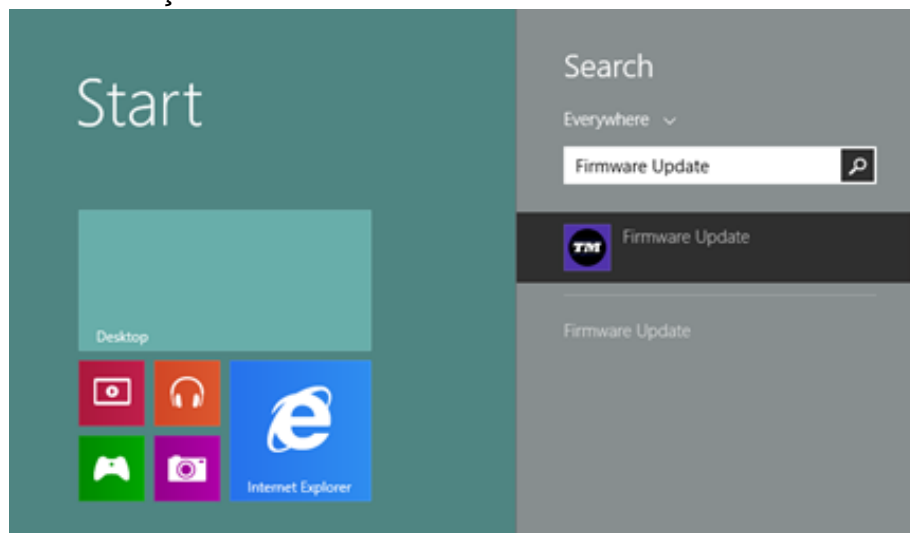 Start
Desktop
Internet Explorer
Search
Everywhere
Firmware Update
TM
Firmware Update
Firmware Update